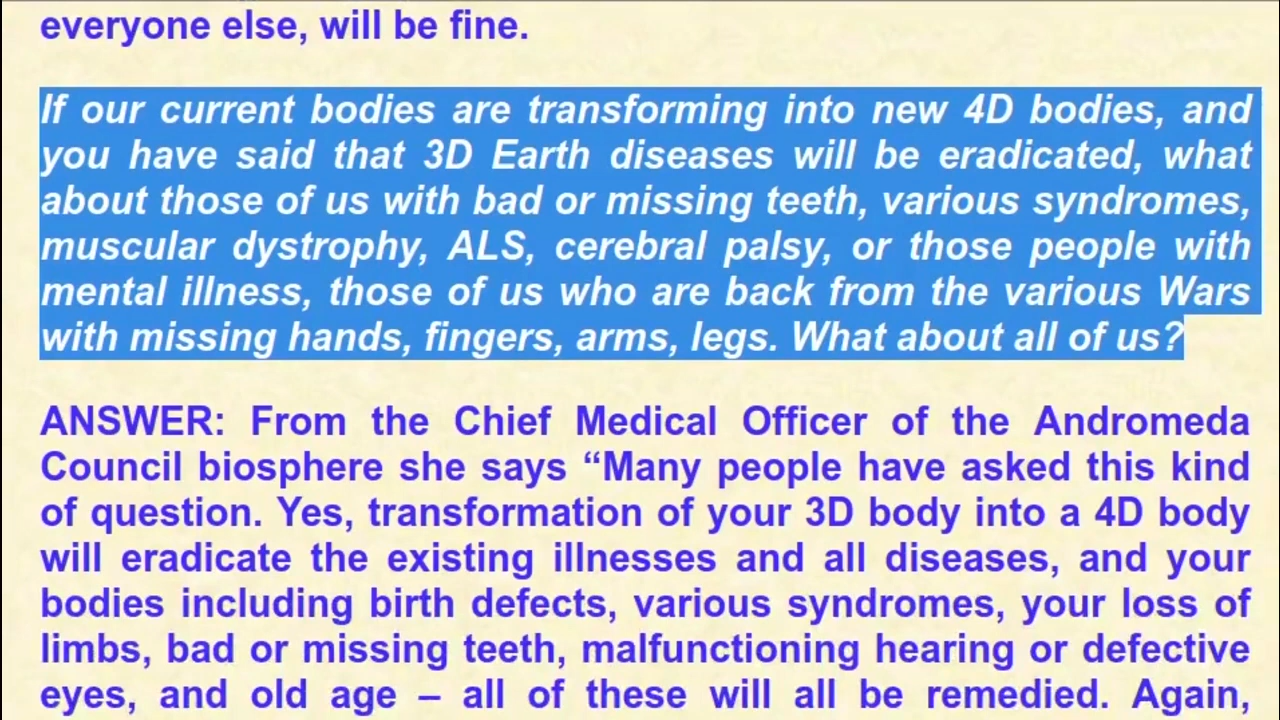 everyone else, will be fine.
If our current bodies are transforming into new 4D bodies, and
you have said that 3D Earth diseases will be eradicated, what
about those of us with bad or missing teeth, various syndromes,
muscular dystrophy, ALS, cerebral palsy, or those people with
mental illness, those of us who are back from the various Wars
with missing hands, fingers, arms, legs. What about all of us?
ANSWER: From the Chief Medical Officer of the Andromeda
Council biosphere she says “Many people have asked this kind
of question. Yes, transformation of your 3D body into a 4D body
will eradicate the existing illnesses and all diseases, and your
bodies including birth defects, various syndromes, your loss of
limbs, bad or missing teeth, malfunctioning hearing or defective
eyes, and old age – all of these will all be remedied. Again,